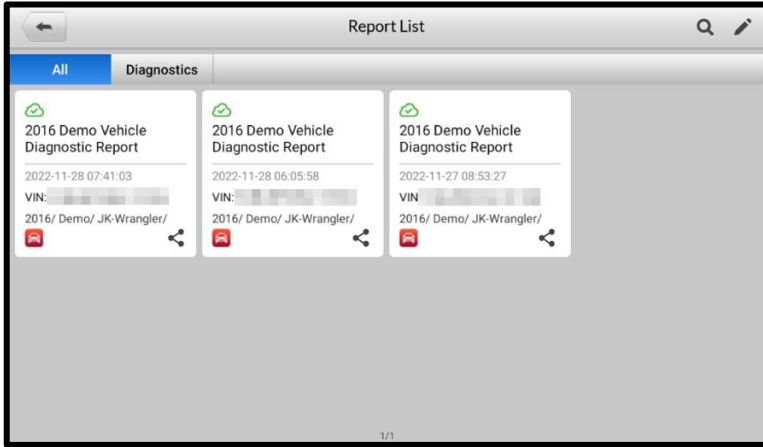 Report List
All Diagnostics
2016 Demo Vehicle
Diagnostic Report
2022-11-28 07:41:03
VIN:
2016/ Demo/ JK-Wrangler/
2016 Demo Vehicle
Diagnostic Report
2022-11-28 06:05:58
VIN:
2016/ Demo/ JK-Wrangler/
2016 Demo Vehicle
Diagnostic Report
2022-11-27 08:53:27
VIN
2016/ Demo/ JK-Wrangler/
1/1